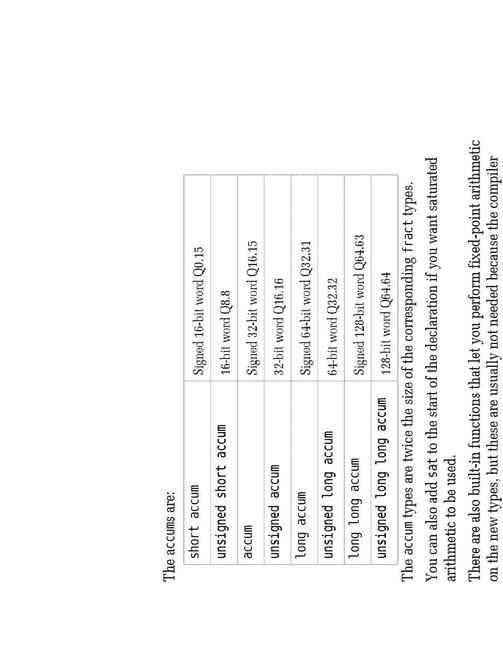 The accums are:
short accum Signed 16-bit word Q0.15
unsigned short accum 16-bit word Q8.8
accum Signed 32-bit word Q16.15
unsigned accum 32-bit word Q16.16
long accum Signed 64-bit word Q32.31
unsigned long accum 64-bit word Q32.32
long long accum Signed 128-bit word Q64.63
unsigned long long accum 128-bit word Q64.64
The accum types are twice the size of the corresponding fract types.
You can also add sat to the start of the declaration if you want saturated
arithmetic to be used.
There are also built-in functions that let you perform fixed-point arithmetic
on the new types, but these are usually not needed because the compiler